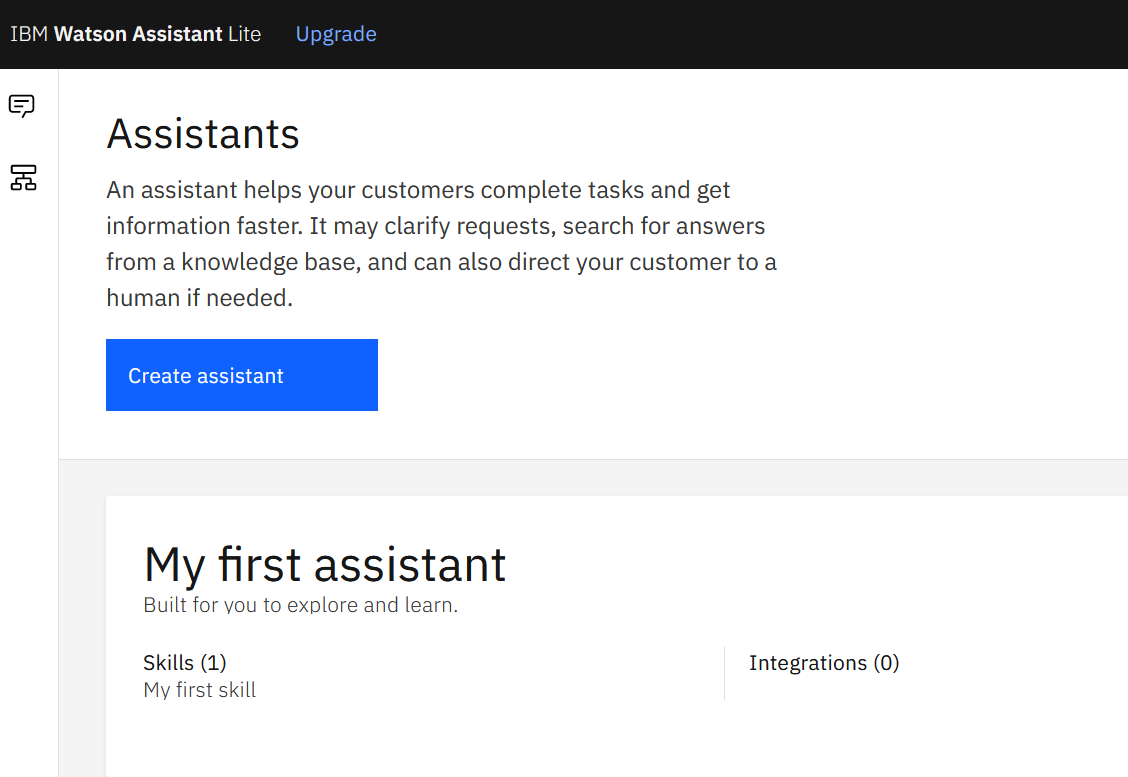 IBM Watson Assistant Lite Upgrade
Assistants
An assistant helps your customers complete tasks and get
information faster. It may clarify requests, search for answers
from a knowledge base, and can also direct your customer to a
human if needed.
Create assistant
My first assistant
Built for you to explore and learn.
Skills (1)
My first skill
Integrations (0)